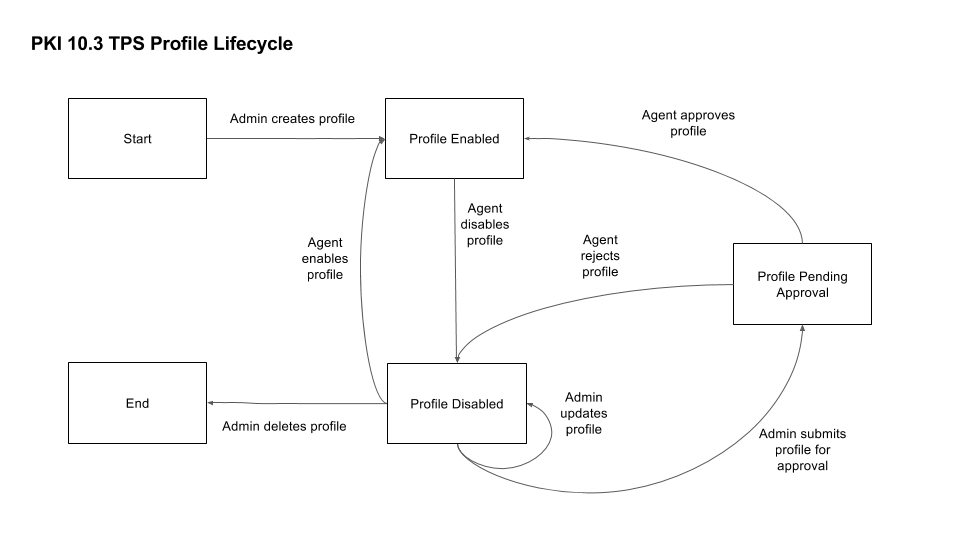 PKI 10.3 TPS Profile Lifecycle
Start
Admin creates profile
Profile Enabled
Agent approves
profile
Agent
disables
profile
Agent
enables
profile
Agent
rejects
profile
Profile Pending
Approval
End
Admin deletes profile
Profile Disabled
Admin
updates
profile
Admin submits
profile for
approval